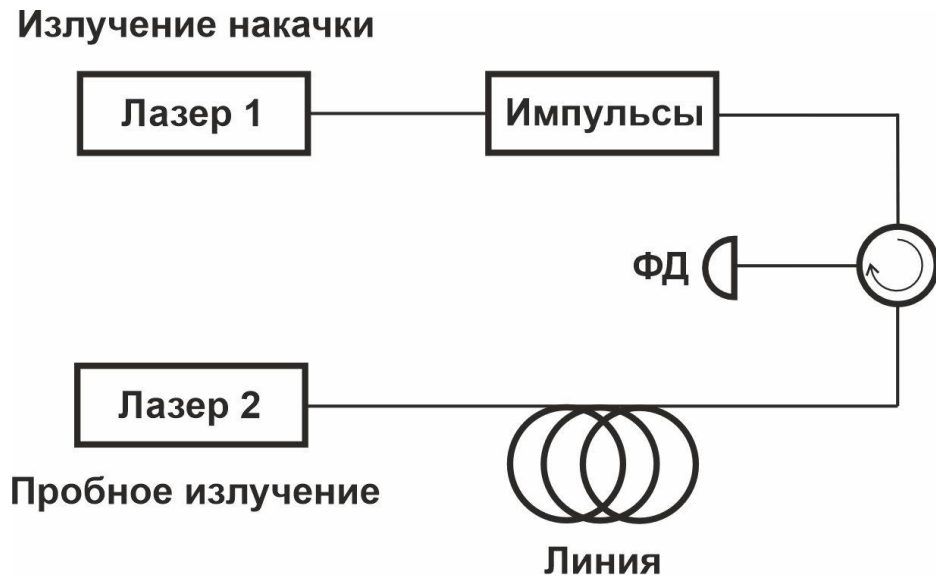 Излучение накачки
Лазер 1
Импульсы
ФД
Лазер 2
Пробное излучение
Линия